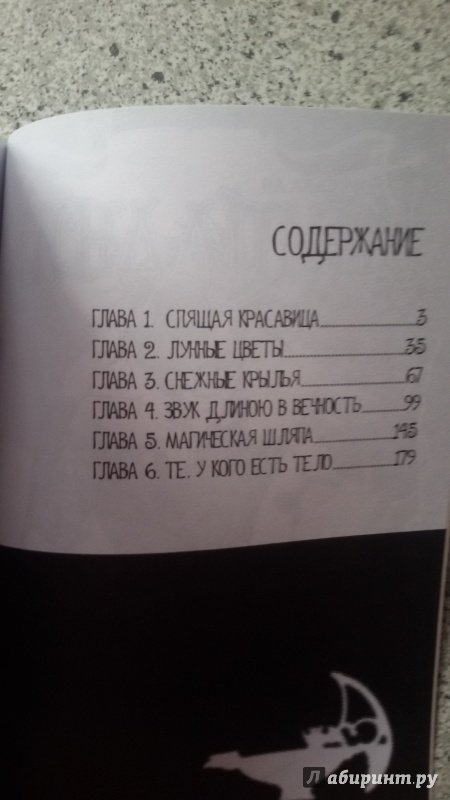 СОДЕРЖАНИЕ
ГЛАВА 1. СПЯЩАЯ КРАСАВИЦА 3
ГЛАВА 2. ЛУННЫЕ ЦВЕТЫ 35
ГЛАВА 3. СНЕЖНЫЕ КРЫЛЬЯ 67
ГЛАВА 4. ЗВУК ДЛИНОЮ В ВЕЧНОСТЬ 99
ГЛАВА 5. МАГИЧЕСКАЯ ШЛЯПА 145
ГЛАВА 6. ТЕ, У КОГО ЕСТЬ ТЕЛО 179
Лабиринт.ру